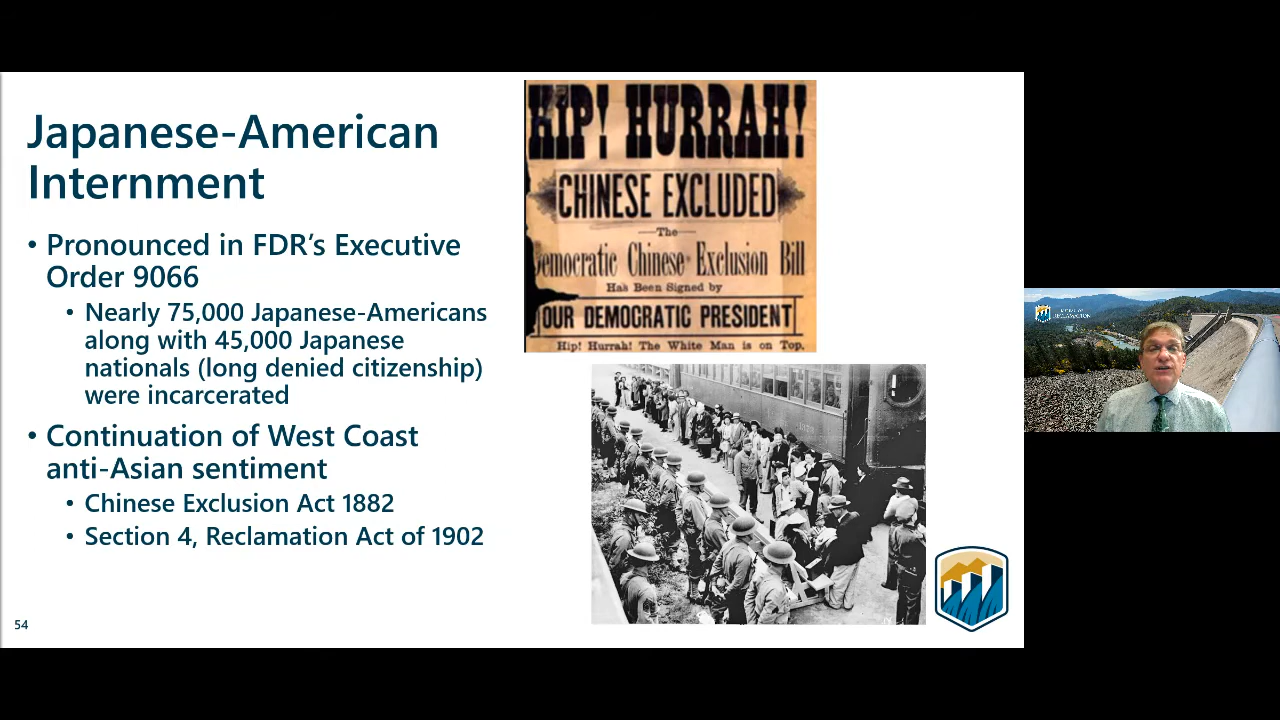 Japanese-American
Internment
• Pronounced in FDR’s Executive
Order 9066
• Nearly 75,000 Japanese-Americans
along with 45,000 Japanese
nationals (long denied citizenship)
were incarcerated
• Continuation of West Coast
anti-Asian sentiment
• Chinese Exclusion Act 1882
• Section 4, Reclamation Act of 1902
54
HIP! HURRAH!
CHINESE EXCLUDED
The
Democratic Chinese Exclusion Bill
Has Been Signed by
OUR DEMOCRATIC PRESIDENT
Hip! Hurrah! The White Man is on Top.
RECLAMATION